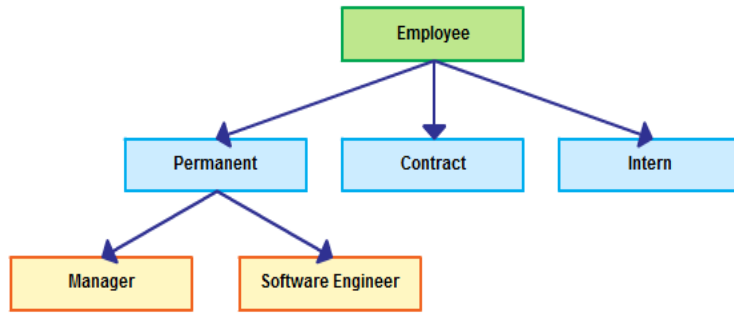 Employee
Permanent
Contract
Intern
Manager
Software Engineer